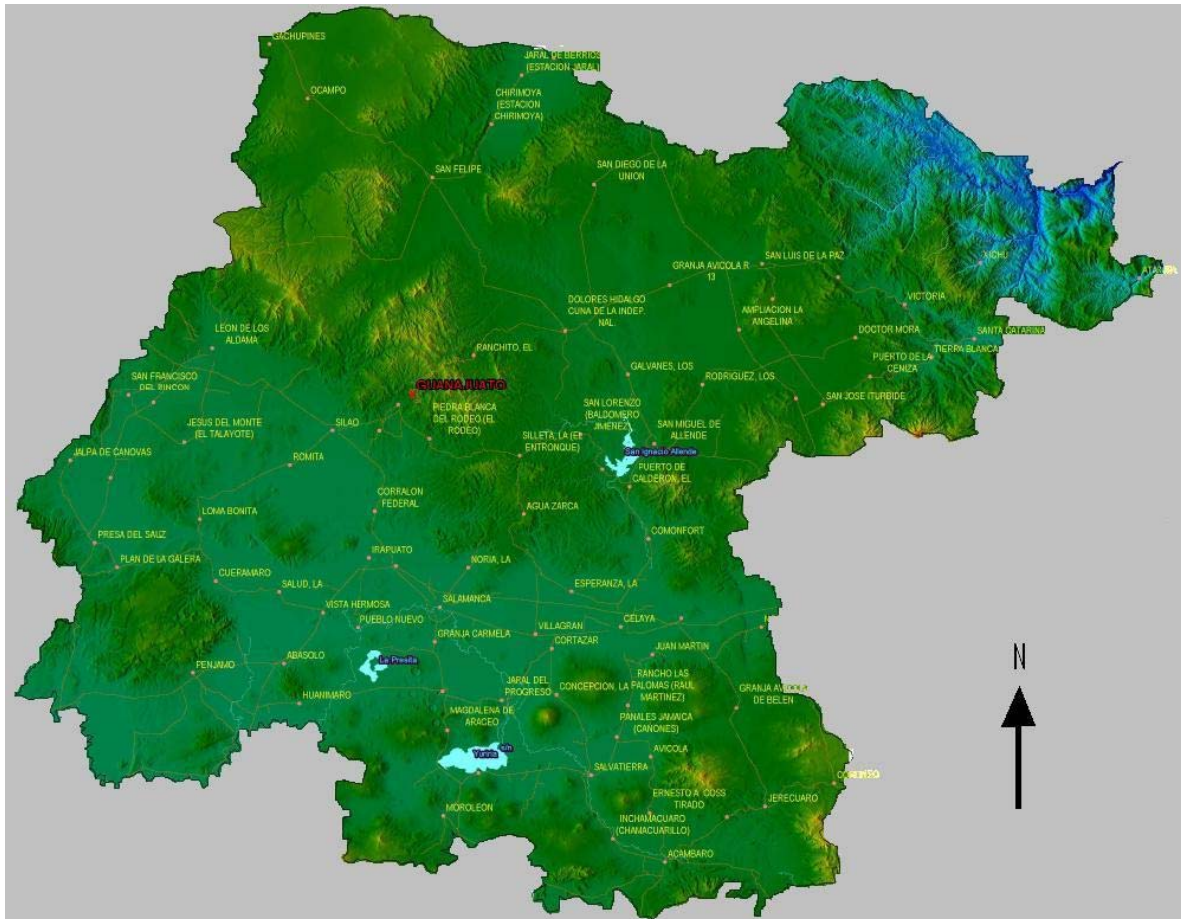 GACHUPINES
JARAL DE BERRIOS
(ESTACION JARAL)
OCAMPO
CHIRIMOYA
(ESTACION
CHIRIMOYA)
SAN FELIPE
SAN DIEGO DE LA
UNION
GRANJA AVICOLA R
13
SAN LUIS DE LA PAZ
XICHU
DOLORES HIDALGO
CUNA DE LA INDEP.
NAL.
AMPLIACION LA
ANGELINA
VICTORIA
LEON DE LOS
ALDAMA
DOCTOR MORA
SANTA CATARINA
TIERRA BLANCA
RANCHITO, EL
GALVANES, LOS
PUERTO DE LA
CENIZA
SAN FRANCISCO
DEL RINCON
GUANAJUATO
RODRIGUEZ, LOS
SAN JOSE ITURBIDE
PIEDRA BLANCA
DEL RODEO (EL
RODEO)
SAN LORENZO
(BALDOMERO
JIMENEZ)
JESUS DEL MONTE
(EL TALAYOTE)
SILAO
SILLETA, LA (EL
ENTRONQUE)
SAN MIGUEL DE
ALLENDE
San Ignacio Allende
JALPA DE CANOVAS
ROMITA
PUERTO DE
CALDERON, EL
CORRALON
FEDERAL
LOMA BONITA
AGUA ZARCA
PRESA DEL SAUZ
COMONFORT
PLAN DE LA GALERA
IRAPUATO
NORIA, LA
CUERAMARO
SALUD, LA
ESPERANZA, LA
VISTA HERMOSA
SALAMANCA
PUEBLO NUEVO
GRANJA CARMELA
VILLAGRAN
CELAYA
CORTAZAR
JUAN MARTIN
ABASOLO
La Presita
PENJAMO
RANCHO LAS
PALOMAS (RAUL
MARTINEZ)
HUANIMARO
JARAL DEL
PROGRESO
CONCEPCION, LA
GRANJA AVICOLA
DE BELEN
MAGDALENA DE
ARACEO
PANALES JAMAICA
(CAÑONES)
Yuriria
s/n
AVICOLA
SALVATIERRA
ERNESTO A. COSS
TIRADO
JERECUARO
MOROLEON
INCHAMACUARO
(CHAMACUARILLO)
ACAMBARO
N